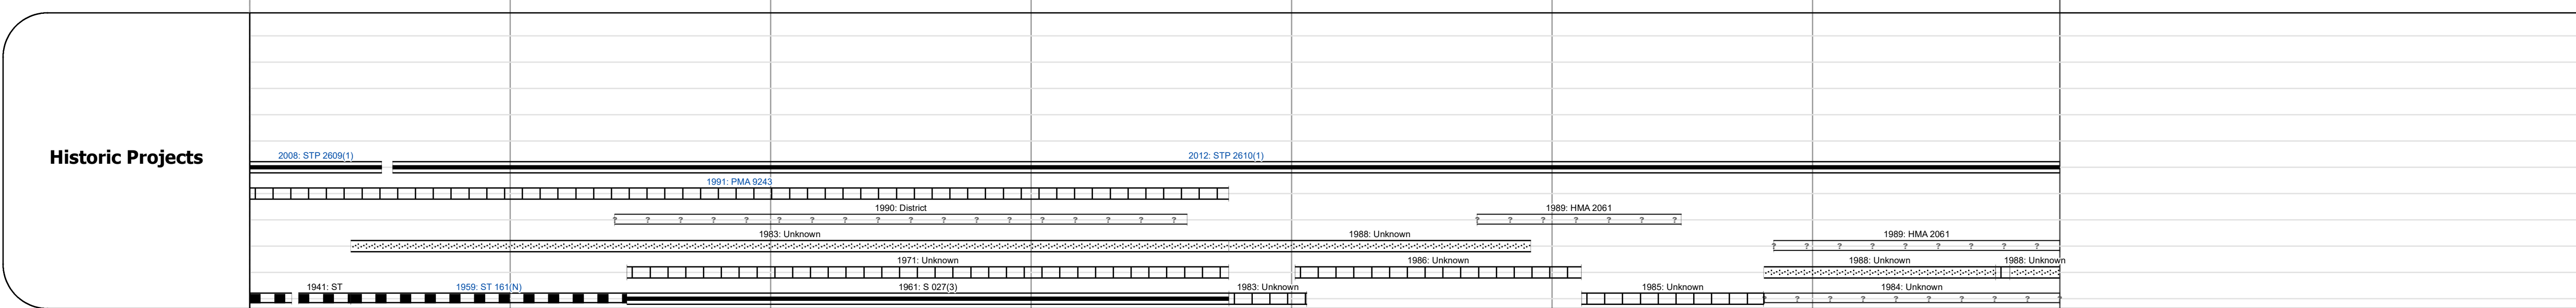 Historic Projects
2008: STP 2609(1) 2012: STP 2610(1)
1991: PMA 9243
1990: District 1989: HMA 2061
1983: Unknown 1988: Unknown 1989: HMA 2061
1971: Unknown 1986: Unknown 1988: Unknown 1988: Unknown
1941: ST 1959: ST 161(N) 1961: S 027(3) 1983: Unknown 1985: Unknown 1984: Unknown